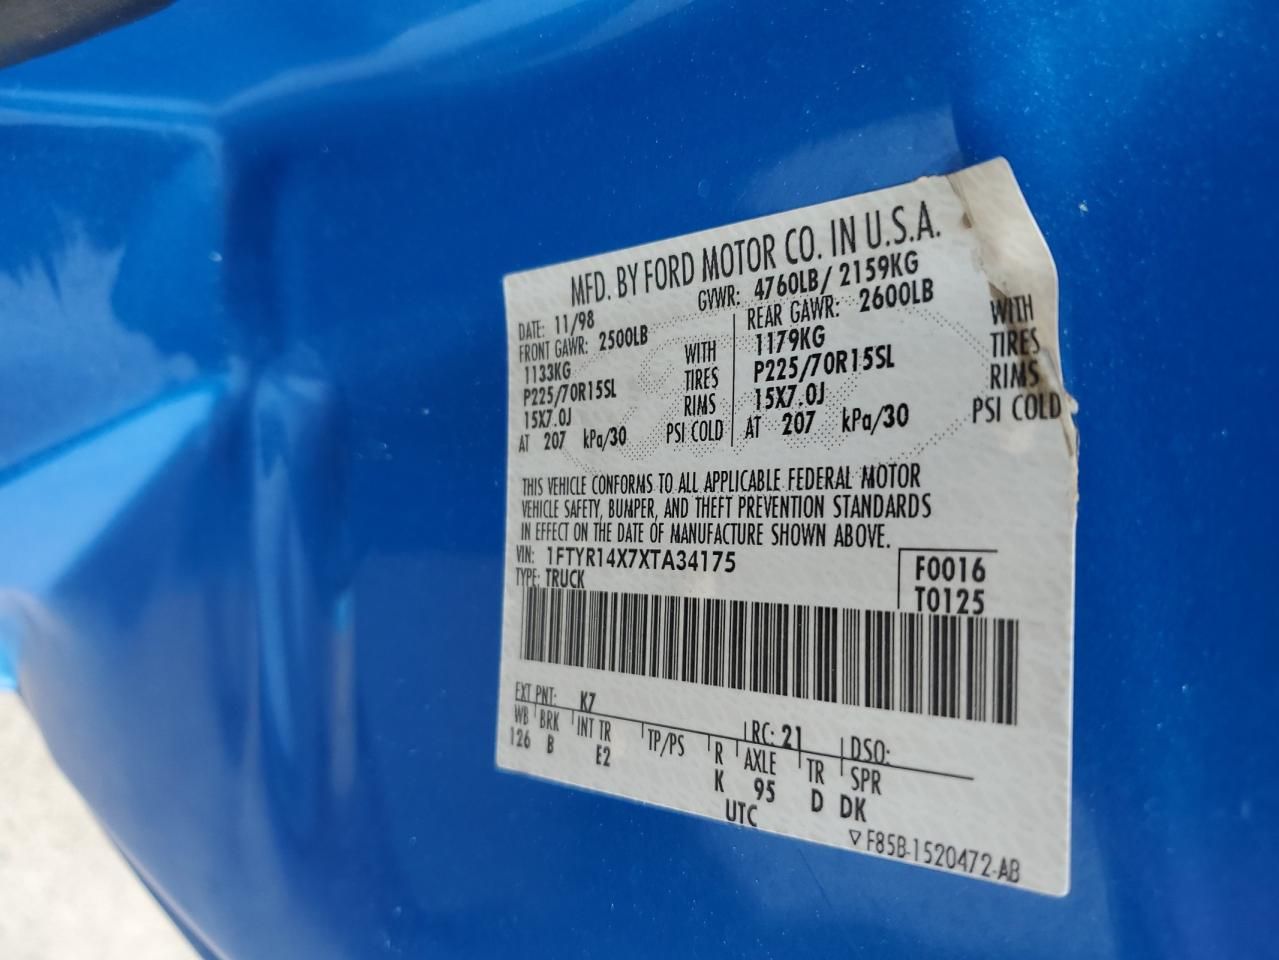 MFD. BY FORD MOTOR CO. IN U.S.A.
DATE: 11/98 GVWR: 4760LB/ 2159KG
FRONT GAWR: 2500LB REAR GAWR: 2600LB
1133KG WITH 1179KG WITH
P225/70R15SL TIRES P225/70R15SL TIRES
15X7.0J RIMS 15X7.0J RIMS
AT 207 kPa/30 PSI COLD AT 207 kPa/30 PSI COLD
THIS VEHICLE CONFORMS TO ALL APPLICABLE FEDERAL MOTOR
VEHICLE SAFETY, BUMPER, AND THEFT PREVENTION STANDARDS
IN EFFECT ON THE DATE OF MANUFACTURE SHOWN ABOVE.
VIN: 1FTYR14X7XTA34175 F0016
TYPE: TRUCK T0125
EXT PNT: K7 RC: 21 DSO:
WB BRK INT TR TP/PS R AXLE TR SPR
126 B E2 K 95 D DK
UTC
▽ F85B-1520472-AB